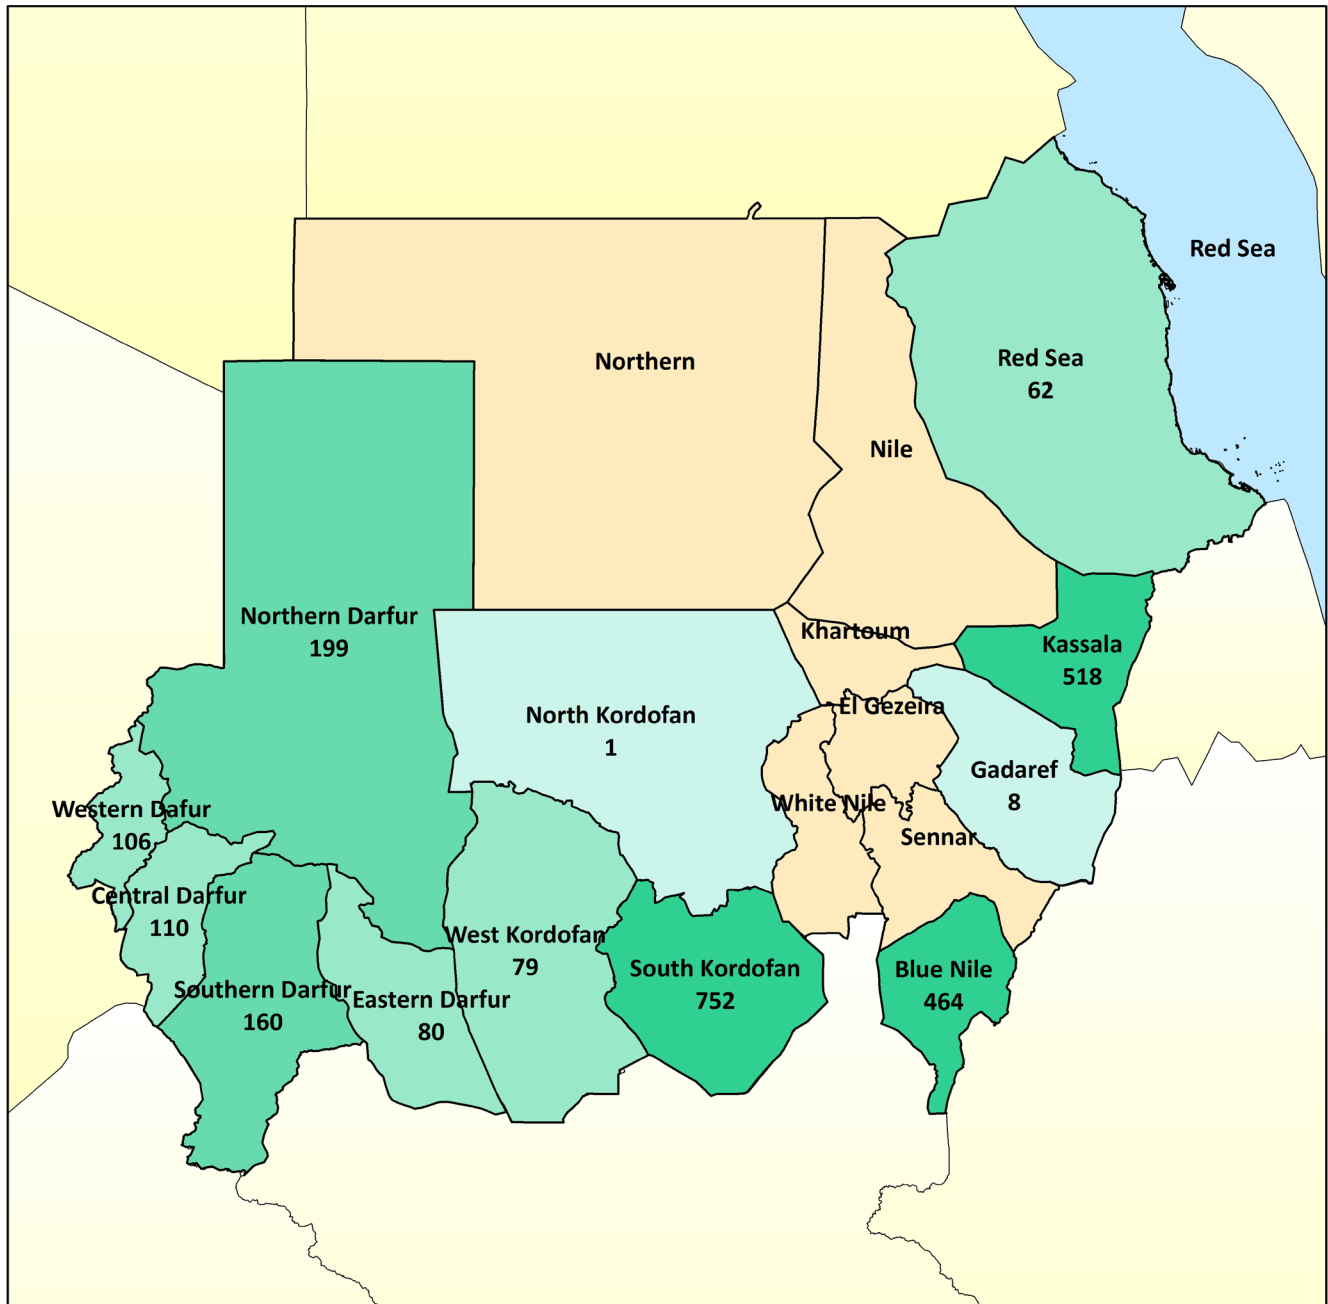 Red Sea
Northern
Red Sea
62
Nile
Northern Darfur
199
Khartoum
Kassala
518
North Kordofan
1
El Gezeira
Gadaref
8
Western Dafur
106
White Nile
Sennar
Central Darfur
110
West Kordofan
79
South Kordofan
752
Blue Nile
464
Southern Darfur
160
Eastern Darfur
80